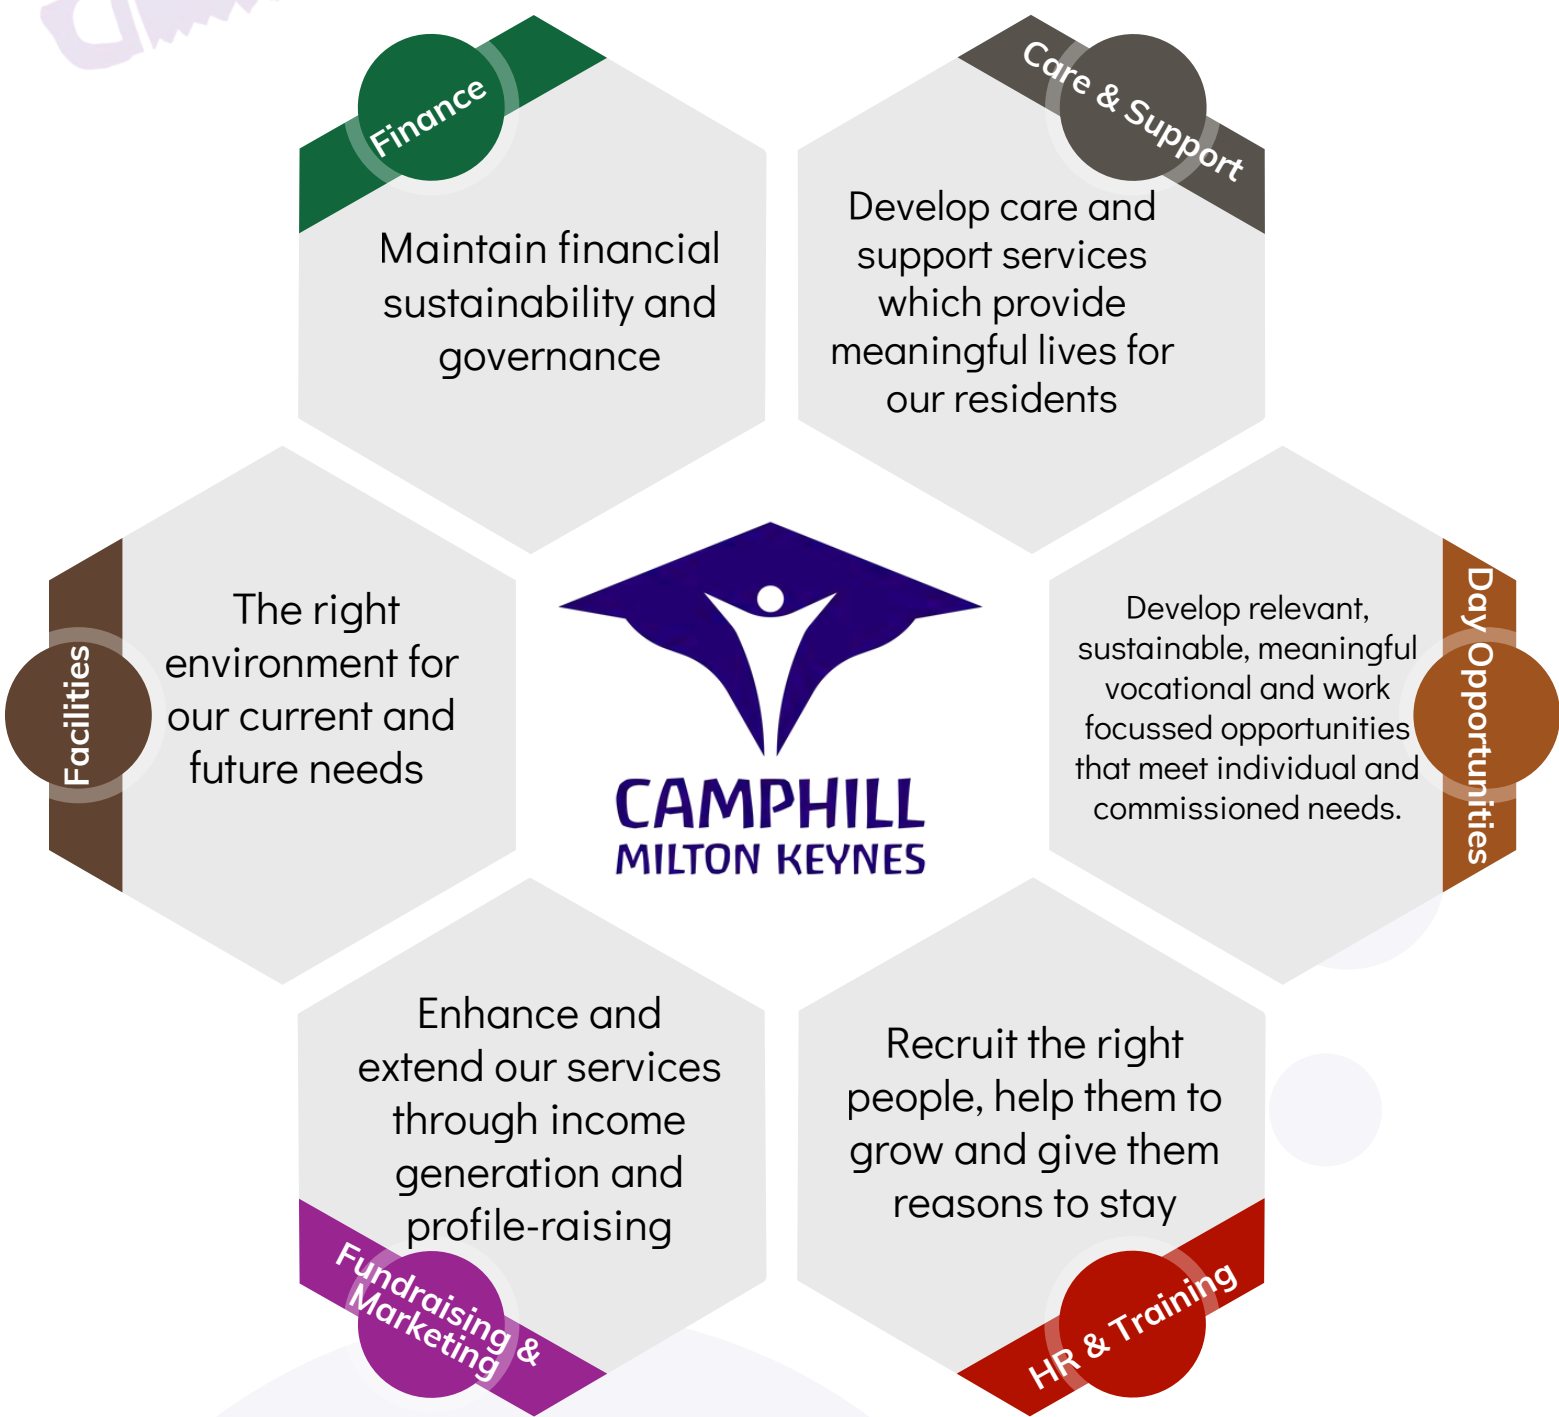 Finance
Maintain financial
sustainability and
governance
Care & Support
Develop care and
support services
which provide
meaningful lives for
our residents
Facilities
The right
environment for
our current and
future needs
CAMPHILL
MILTON KEYNES
Day Opportunities
Develop relevant,
sustainable, meaningful
vocational and work
focussed opportunities
that meet individual and
commissioned needs.
Enhance and
extend our services
through income
generation and
profile-raising
Fundraising &
Marketing
Recruit the right
people, help them to
grow and give them
reasons to stay
HR & Training